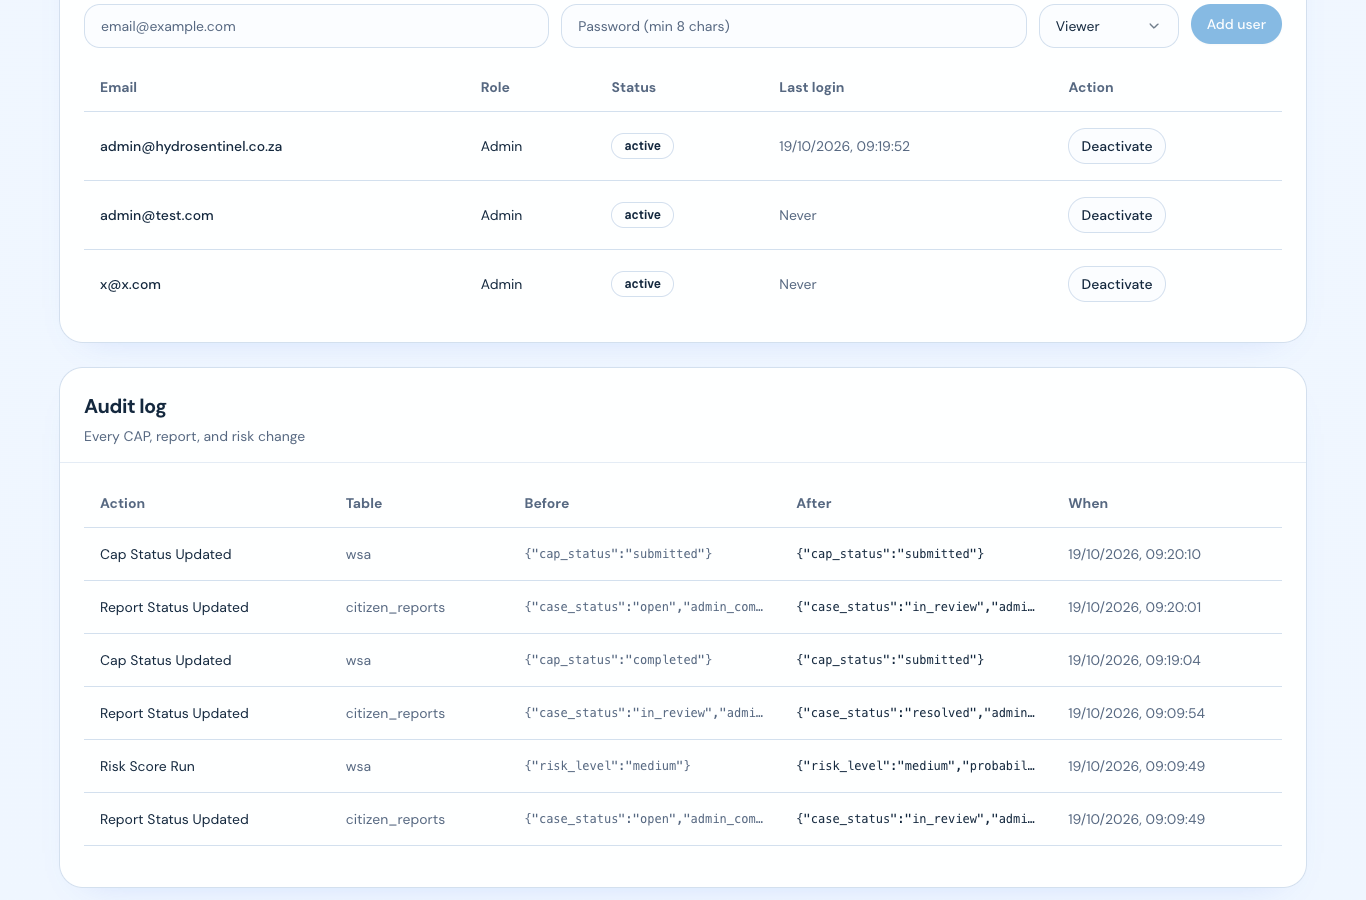 email@example.com Password (min 8 chars) Viewer Add user
Email Role Status Last login Action
admin@hydrosentinel.co.za Admin active 19/10/2026, 09:19:52 Deactivate
admin@test.com Admin active Never Deactivate
x@x.com Admin active Never Deactivate
Audit log
Every CAP, report, and risk change
Action Table Before After When
Cap Status Updated wsa {"cap_status":"submitted"} {"cap_status":"submitted"} 19/10/2026, 09:20:10
Report Status Updated citizen_reports {"case_status":"open","admin_com… {"case_status":"in_review","admi… 19/10/2026, 09:20:01
Cap Status Updated wsa {"cap_status":"completed"} {"cap_status":"submitted"} 19/10/2026, 09:19:04
Report Status Updated citizen_reports {"case_status":"in_review","admi… {"case_status":"resolved","admin… 19/10/2026, 09:09:54
Risk Score Run wsa {"risk_level":"medium"} {"risk_level":"medium","probabil… 19/10/2026, 09:09:49
Report Status Updated citizen_reports {"case_status":"open","admin_com… {"case_status":"in_review","admi… 19/10/2026, 09:09:49